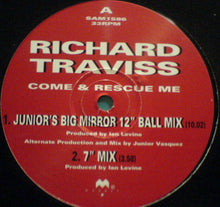 A
SAM1586
33RPM
RICHARD
TRAVISS
COME & RESCUE ME
1. JUNIOR'S BIG MIRROR 12" BALL MIX (10.02)
Produced by Ian Levine
Alternate Production and Mix by Junior Vasquez
2. 7" MIX (3.58)
Produced by Ian Levine